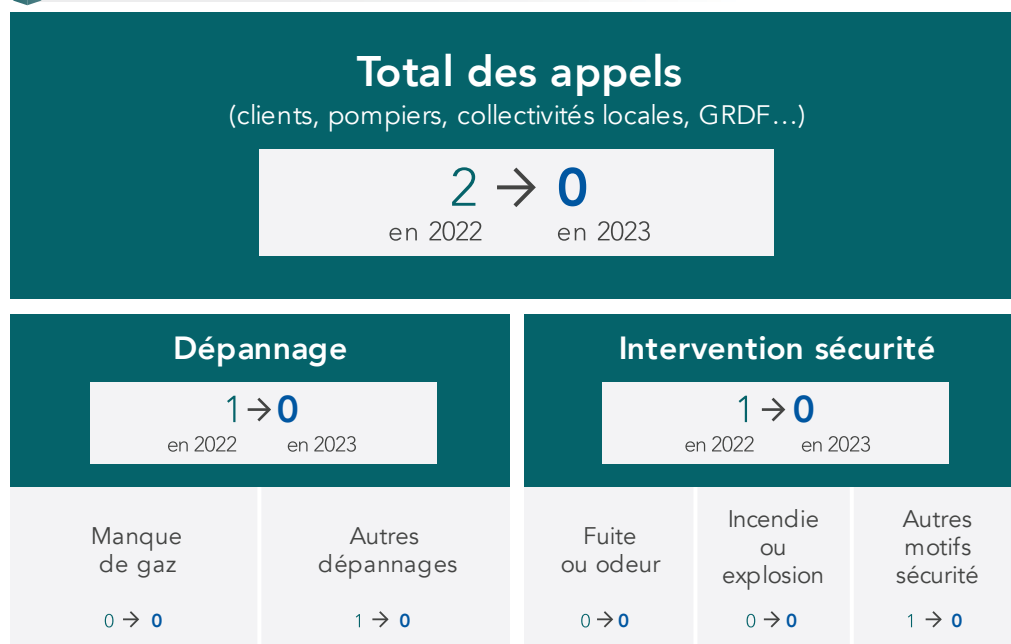 Total des appels
(clients, pompiers, collectivités locales, GRDF...)
2 → 0
en 2022 en 2023
Dépannage
1 → 0
en 2022 en 2023
Manque
de gaz
0 → 0
Autres
dépannages
1 → 0
Intervention sécurité
1 → 0
en 2022 en 2023
Fuite
ou odeur
0 → 0
Incendie
ou
explosion
0 → 0
Autres
motifs
sécurité
1 → 0